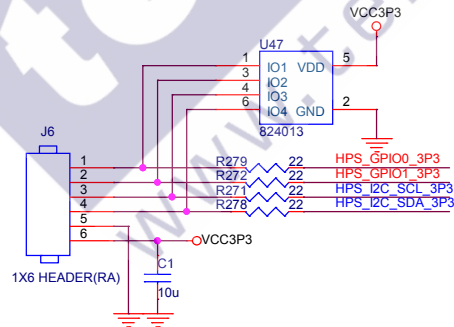 VCC3P3
U47
1 IO1 VDD 5
3 IO2
4 IO3
6 IO4 GND 2
824013
J6
1 R279 22 HPS_GPIO0_3P3
2 R272 22 HPS_GPIO1_3P3
3 R271 22 HPS_I2C_SCL_3P3
4 R278 22 HPS_I2C_SDA_3P3
5
6 VCC3P3
C1
1X6 HEADER(RA)
10u
www.te